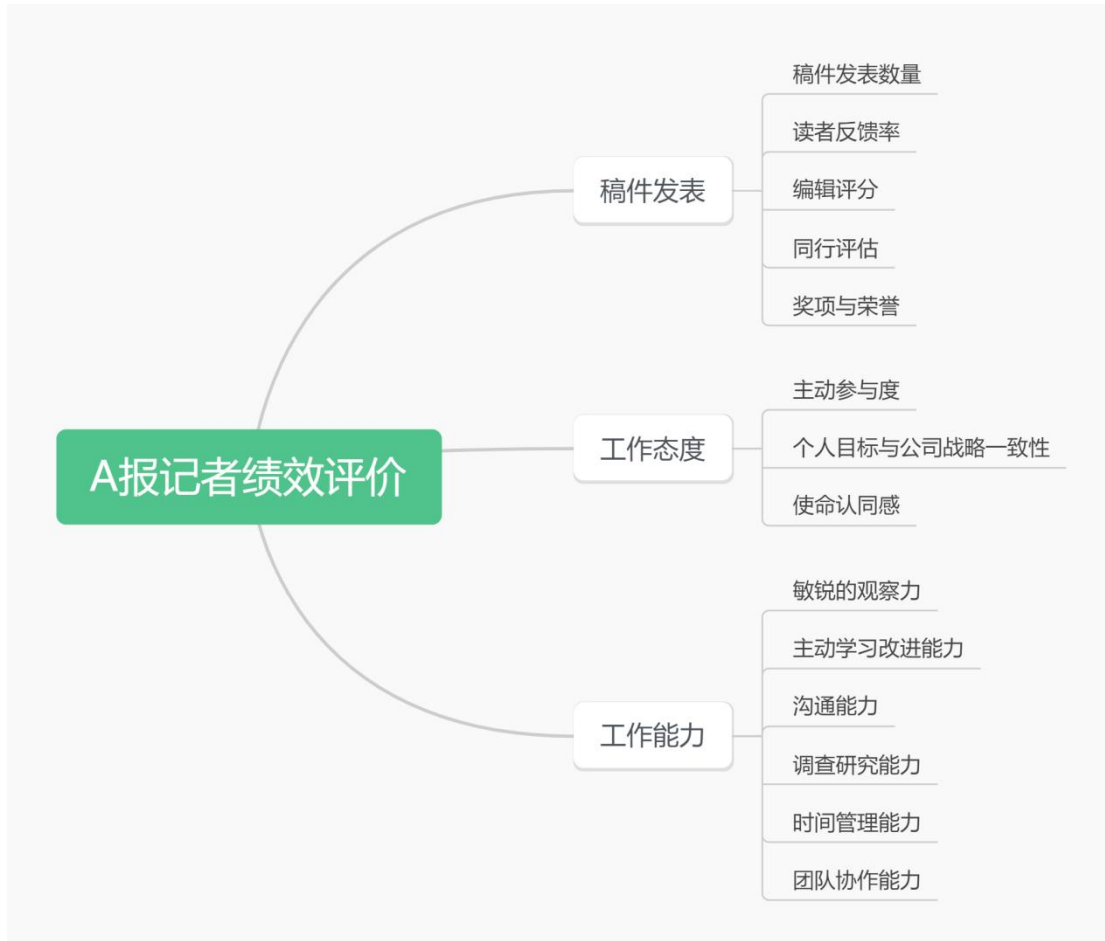 A报记者绩效评价
稿件发表
稿件发表数量
读者反馈率
编辑评分
同行评估
奖项与荣誉
工作态度
主动参与度
个人目标与公司战略一致性
使命认同感
工作能力
敏锐的观察力
主动学习改进能力
沟通能力
调查研究能力
时间管理能力
团队协作能力